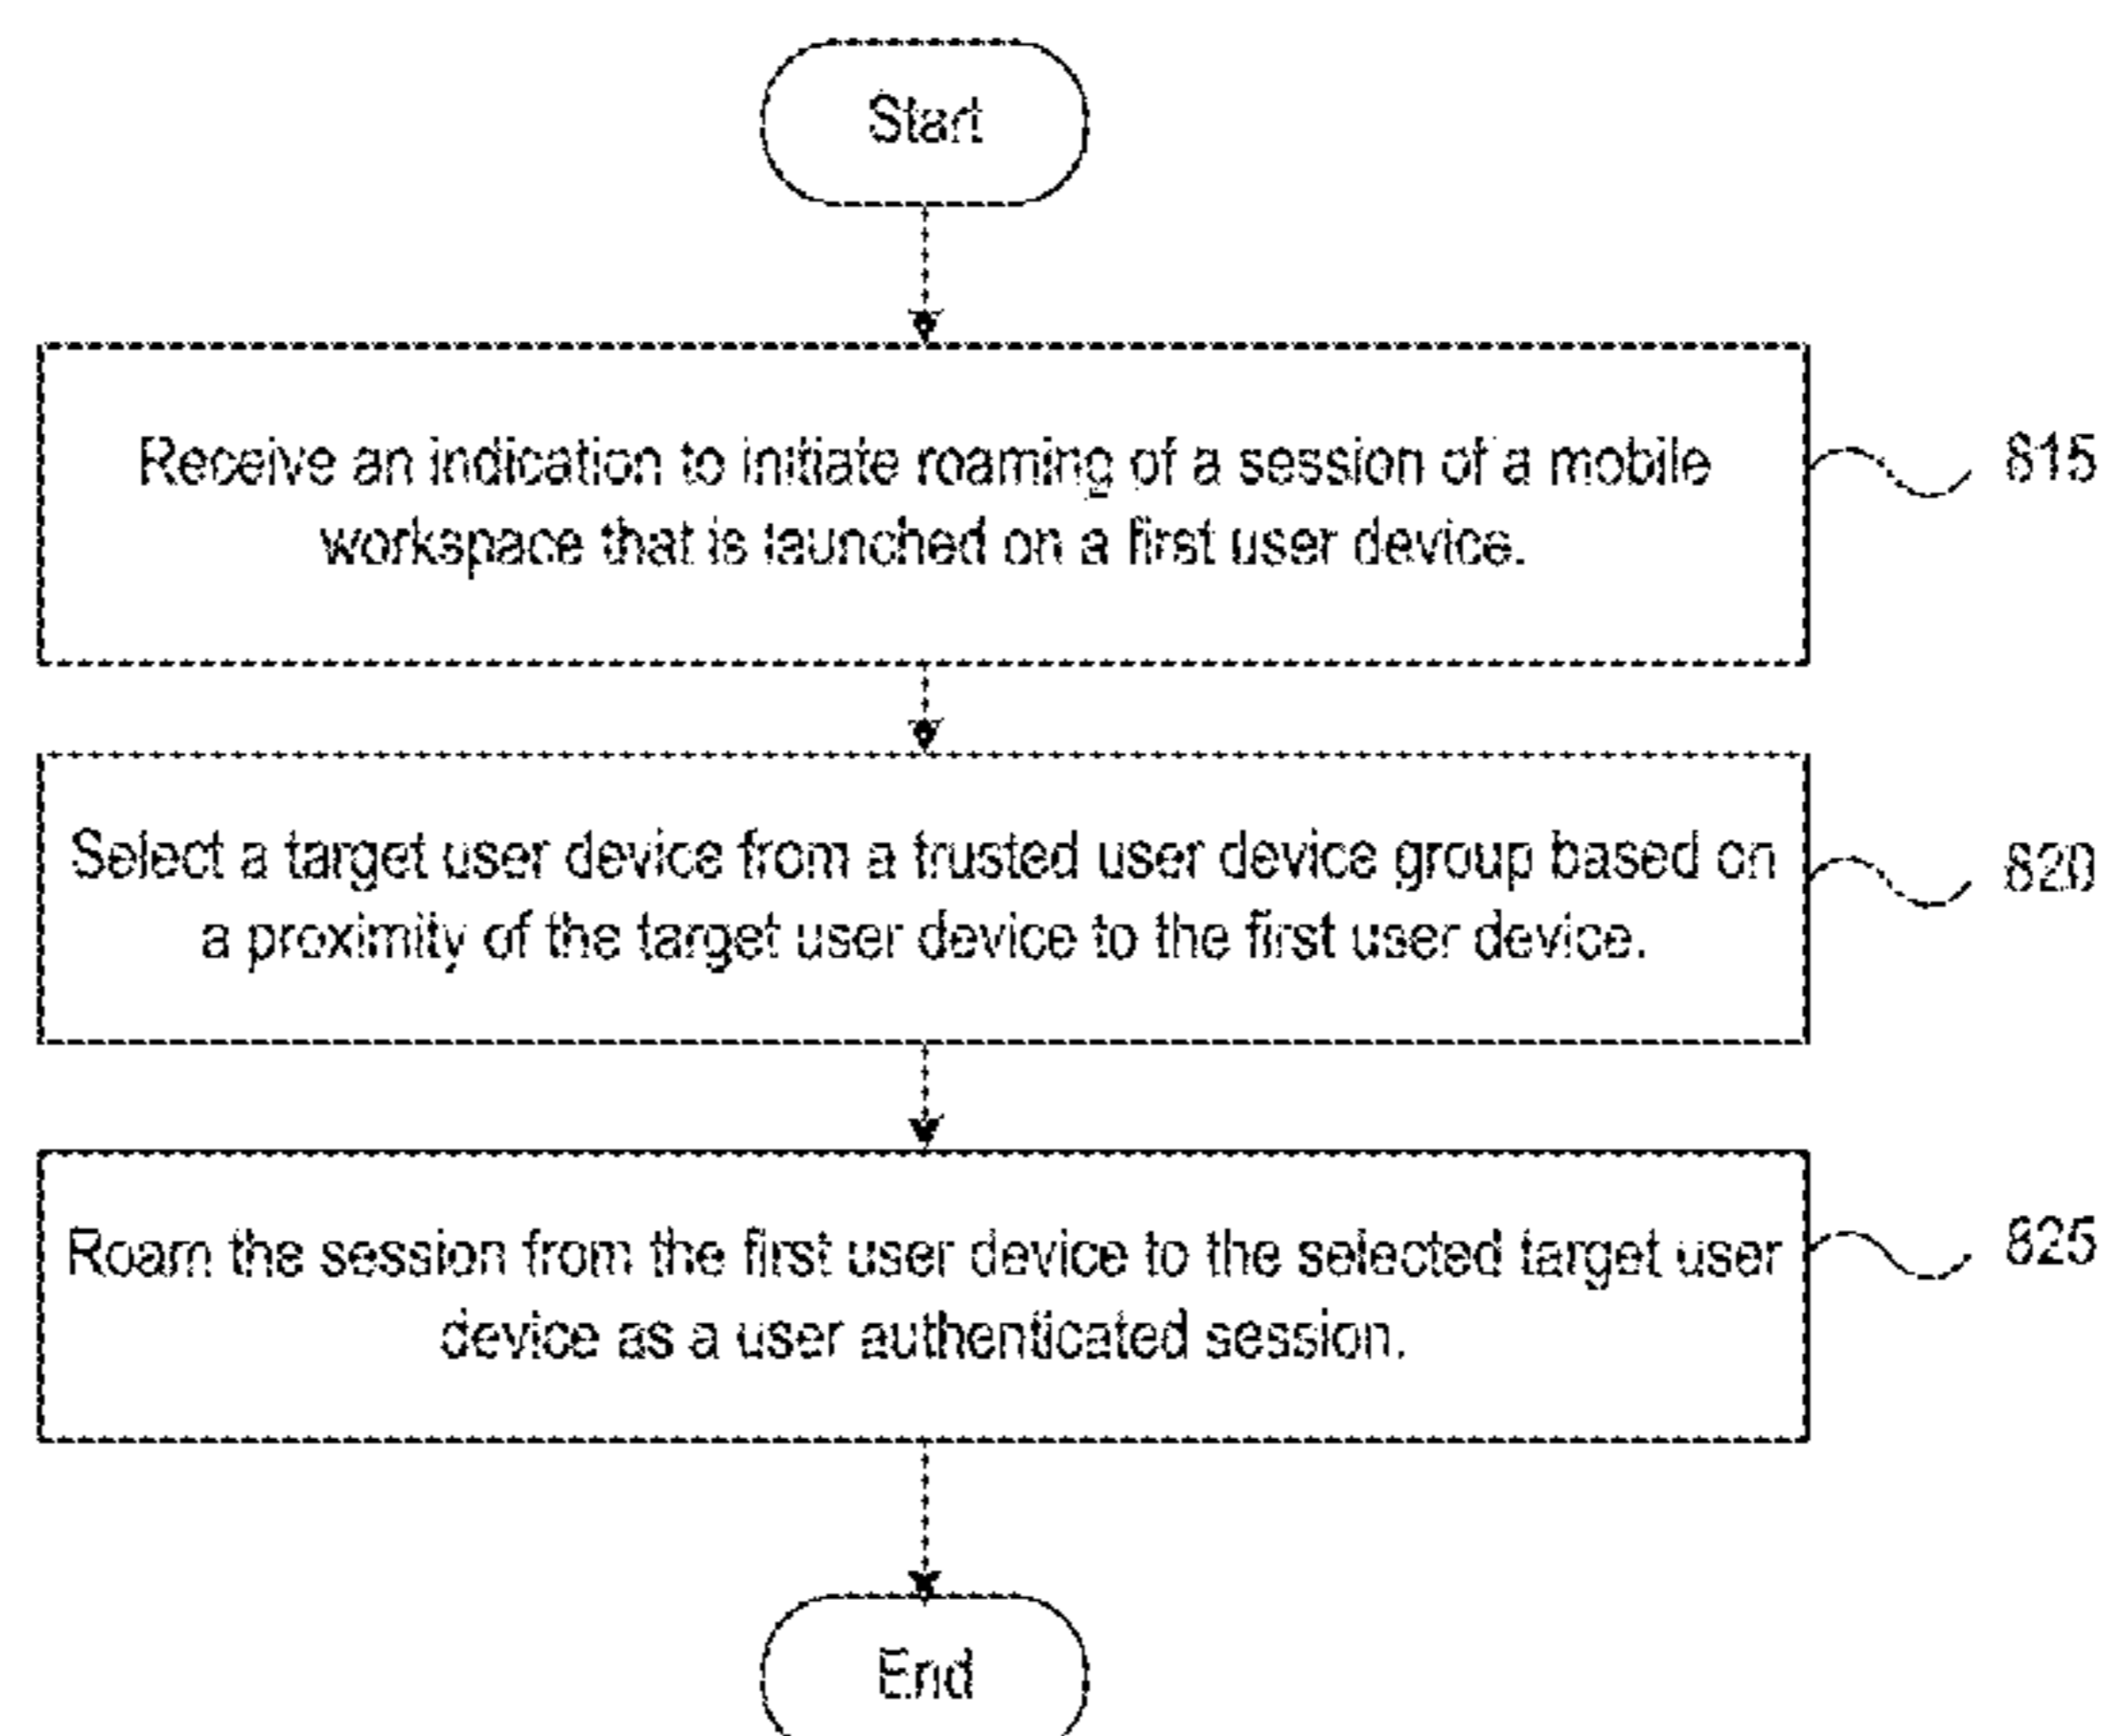 Start
Receive an indication to initiate roaming of a session of a mobile
workspace that is launched on a first user device.
815
Select a target user device from a trusted user device group based on
a proximity of the target user device to the first user device.
820
Roam the session from the first user device to the selected target user
device as a user authenticated session.
825
End